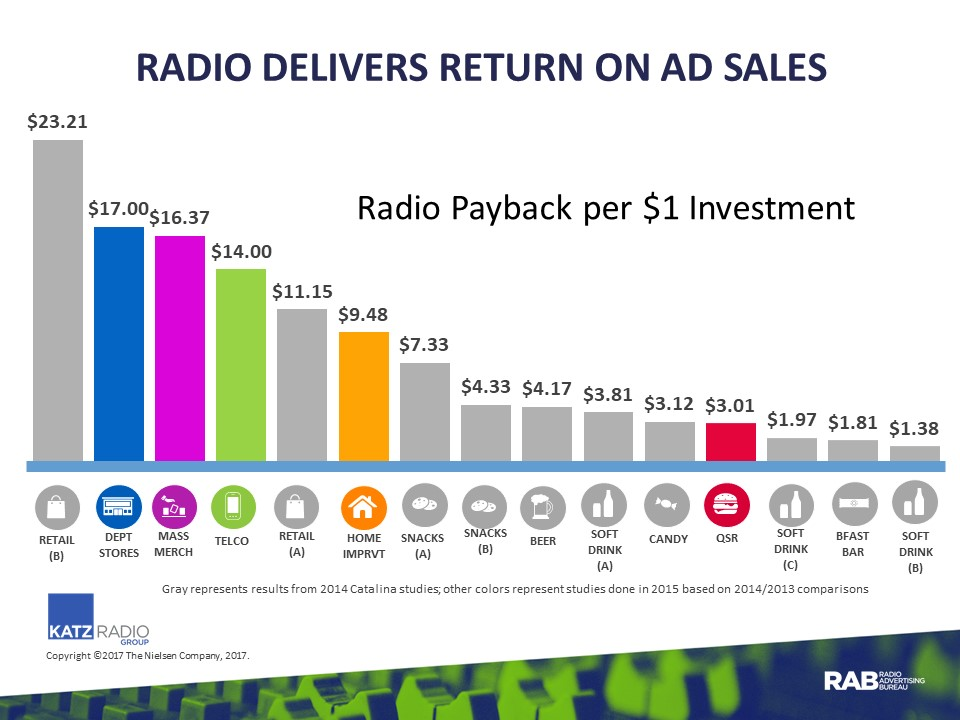 RADIO DELIVERS RETURN ON AD SALES
Radio Payback per $1 Investment
$23.21
$17.00
$16.37
$14.00
$11.15
$9.48
$7.33
$4.33
$4.17
$3.81
$3.12
$3.01
$1.97
$1.81
$1.38
RETAIL
(B)
DEPT
STORES
MASS
MERCH
TELCO
RETAIL
(A)
HOME
IMPRVT
SNACKS
(A)
SNACKS
(B)
BEER
SOFT
DRINK
(A)
CANDY
QSR
SOFT
DRINK
(C)
BFAST
BAR
SOFT
DRINK
(B)
Gray represents results from 2014 Catalina studies; other colors represent studies done in 2015 based on 2014/2013 comparisons
KATZ RADIO
GROUP
Copyright ©2017 The Nielsen Company, 2017.
RAB RADIO
ADVERTISING
BUREAU